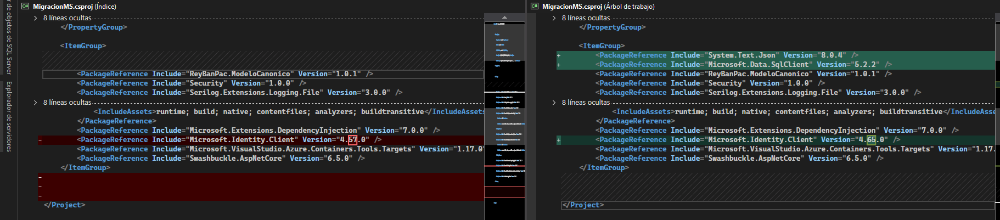 r de objetos de SQL Server
Explorador de servidores
C# MigracionMS.csproj (Índice)
8 líneas ocultas
</PropertyGroup>
<ItemGroup>
<PackageReference Include="ReyBanPac.ModeloCanonico" Version="1.0.1" />
<PackageReference Include="Security" Version="1.0.0" />
<PackageReference Include="Serilog.Extensions.Logging.File" Version="3.0.0" />
8 líneas ocultas
<IncludeAssets>runtime; build; native; contentfiles; analyzers; buildtransitive</IncludeAssets
</PackageReference>
<PackageReference Include="Microsoft.Extensions.DependencyInjection" Version="7.0.0" />
- <PackageReference Include="Microsoft.Identity.Client" Version="4.57.0" />
<PackageReference Include="Microsoft.VisualStudio.Azure.Containers.Tools.Targets" Version="1.17.0"
<PackageReference Include="Swashbuckle.AspNetCore" Version="6.5.0" />
</ItemGroup>
-
-
-
</Project>
C# MigracionMS.csproj (Árbol de trabajo)
8 líneas ocultas
</PropertyGroup>
<ItemGroup>
+ <PackageReference Include="System.Text.Json" Version="8.0.4" />
+ <PackageReference Include="Microsoft.Data.SqlClient" Version="5.2.2" />
<PackageReference Include="ReyBanPac.ModeloCanonico" Version="1.0.1" />
<PackageReference Include="Security" Version="1.0.0" />
<PackageReference Include="Serilog.Extensions.Logging.File" Version="3.0.0" />
8 líneas ocultas
<IncludeAssets>runtime; build; native; contentfiles; analyzers; buildtransitive</IncludeAss
</PackageReference>
<PackageReference Include="Microsoft.Extensions.DependencyInjection" Version="7.0.0" />
+ <PackageReference Include="Microsoft.Identity.Client" Version="4.65.0" />
<PackageReference Include="Microsoft.VisualStudio.Azure.Containers.Tools.Targets" Version="1.17.
<PackageReference Include="Swashbuckle.AspNetCore" Version="6.5.0" />
</ItemGroup>
</Project>